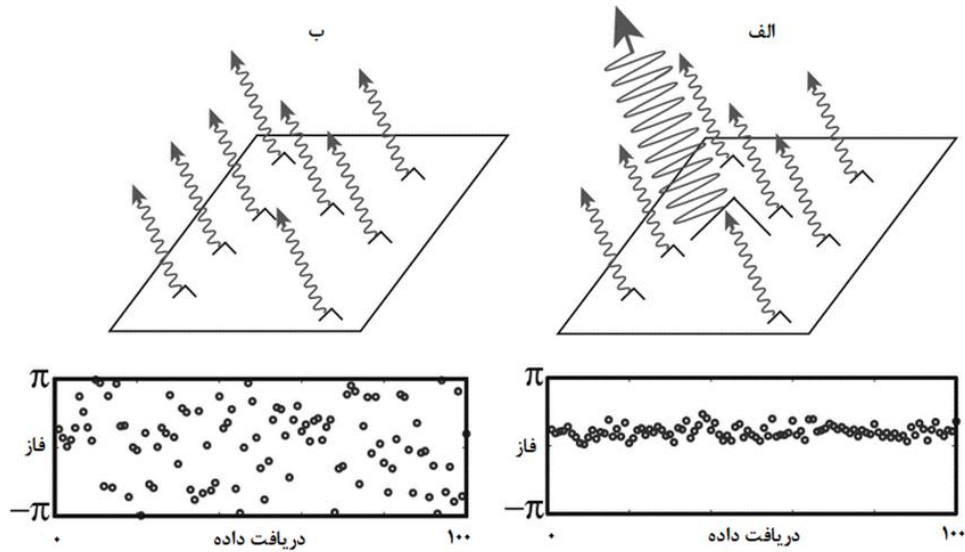 الف
ب
π
فاز
−π
۰
دریافت داده
۱۰۰
π
فاز
−π
۰
دریافت داده
۱۰۰